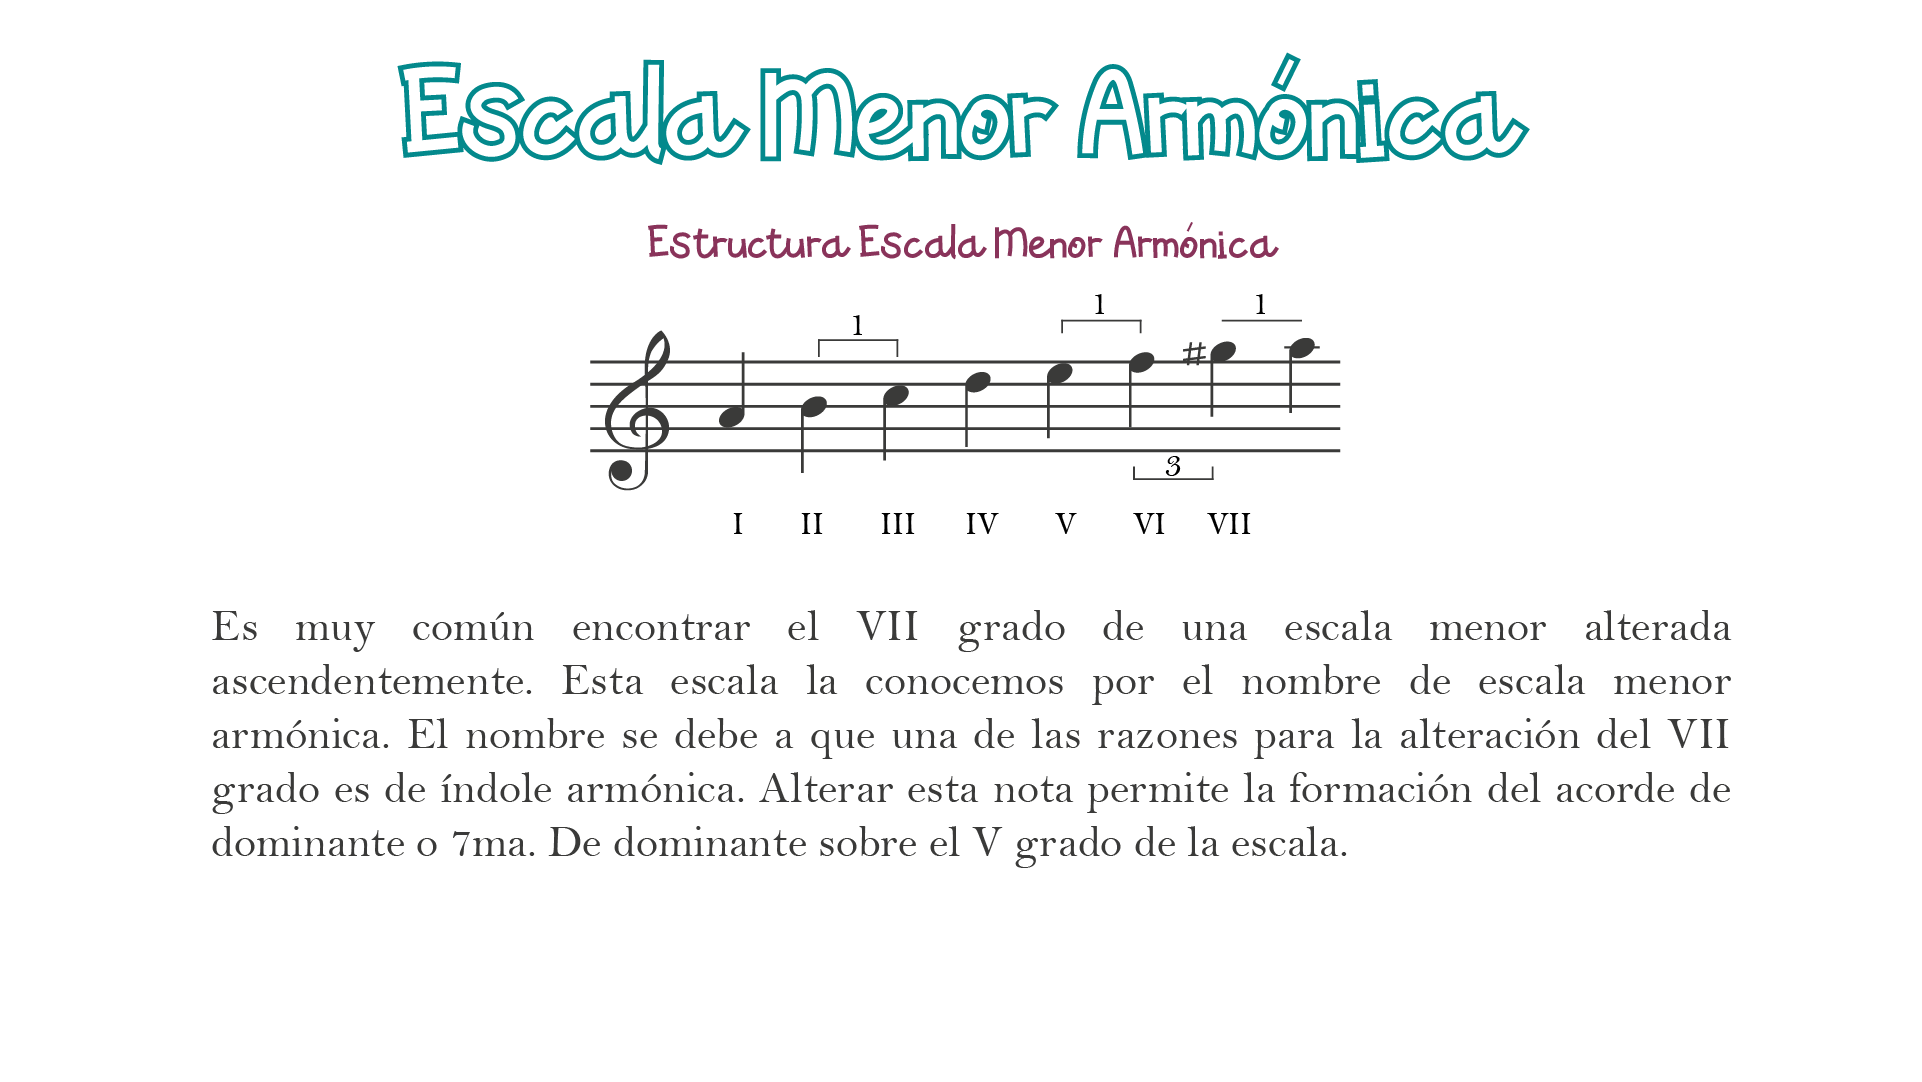 Escala Menor Armónica
Estructura Escala Menor Armónica
1 1 1
3
I II III IV V VI VII
Es muy común encontrar el VII grado de una escala menor alterada
ascendentemente. Esta escala la conocemos por el nombre de escala menor
armónica. El nombre se debe a que una de las razones para la alteración del VII
grado es de índole armónica. Alterar esta nota permite la formación del acorde de
dominante o 7ma. De dominante sobre el V grado de la escala.